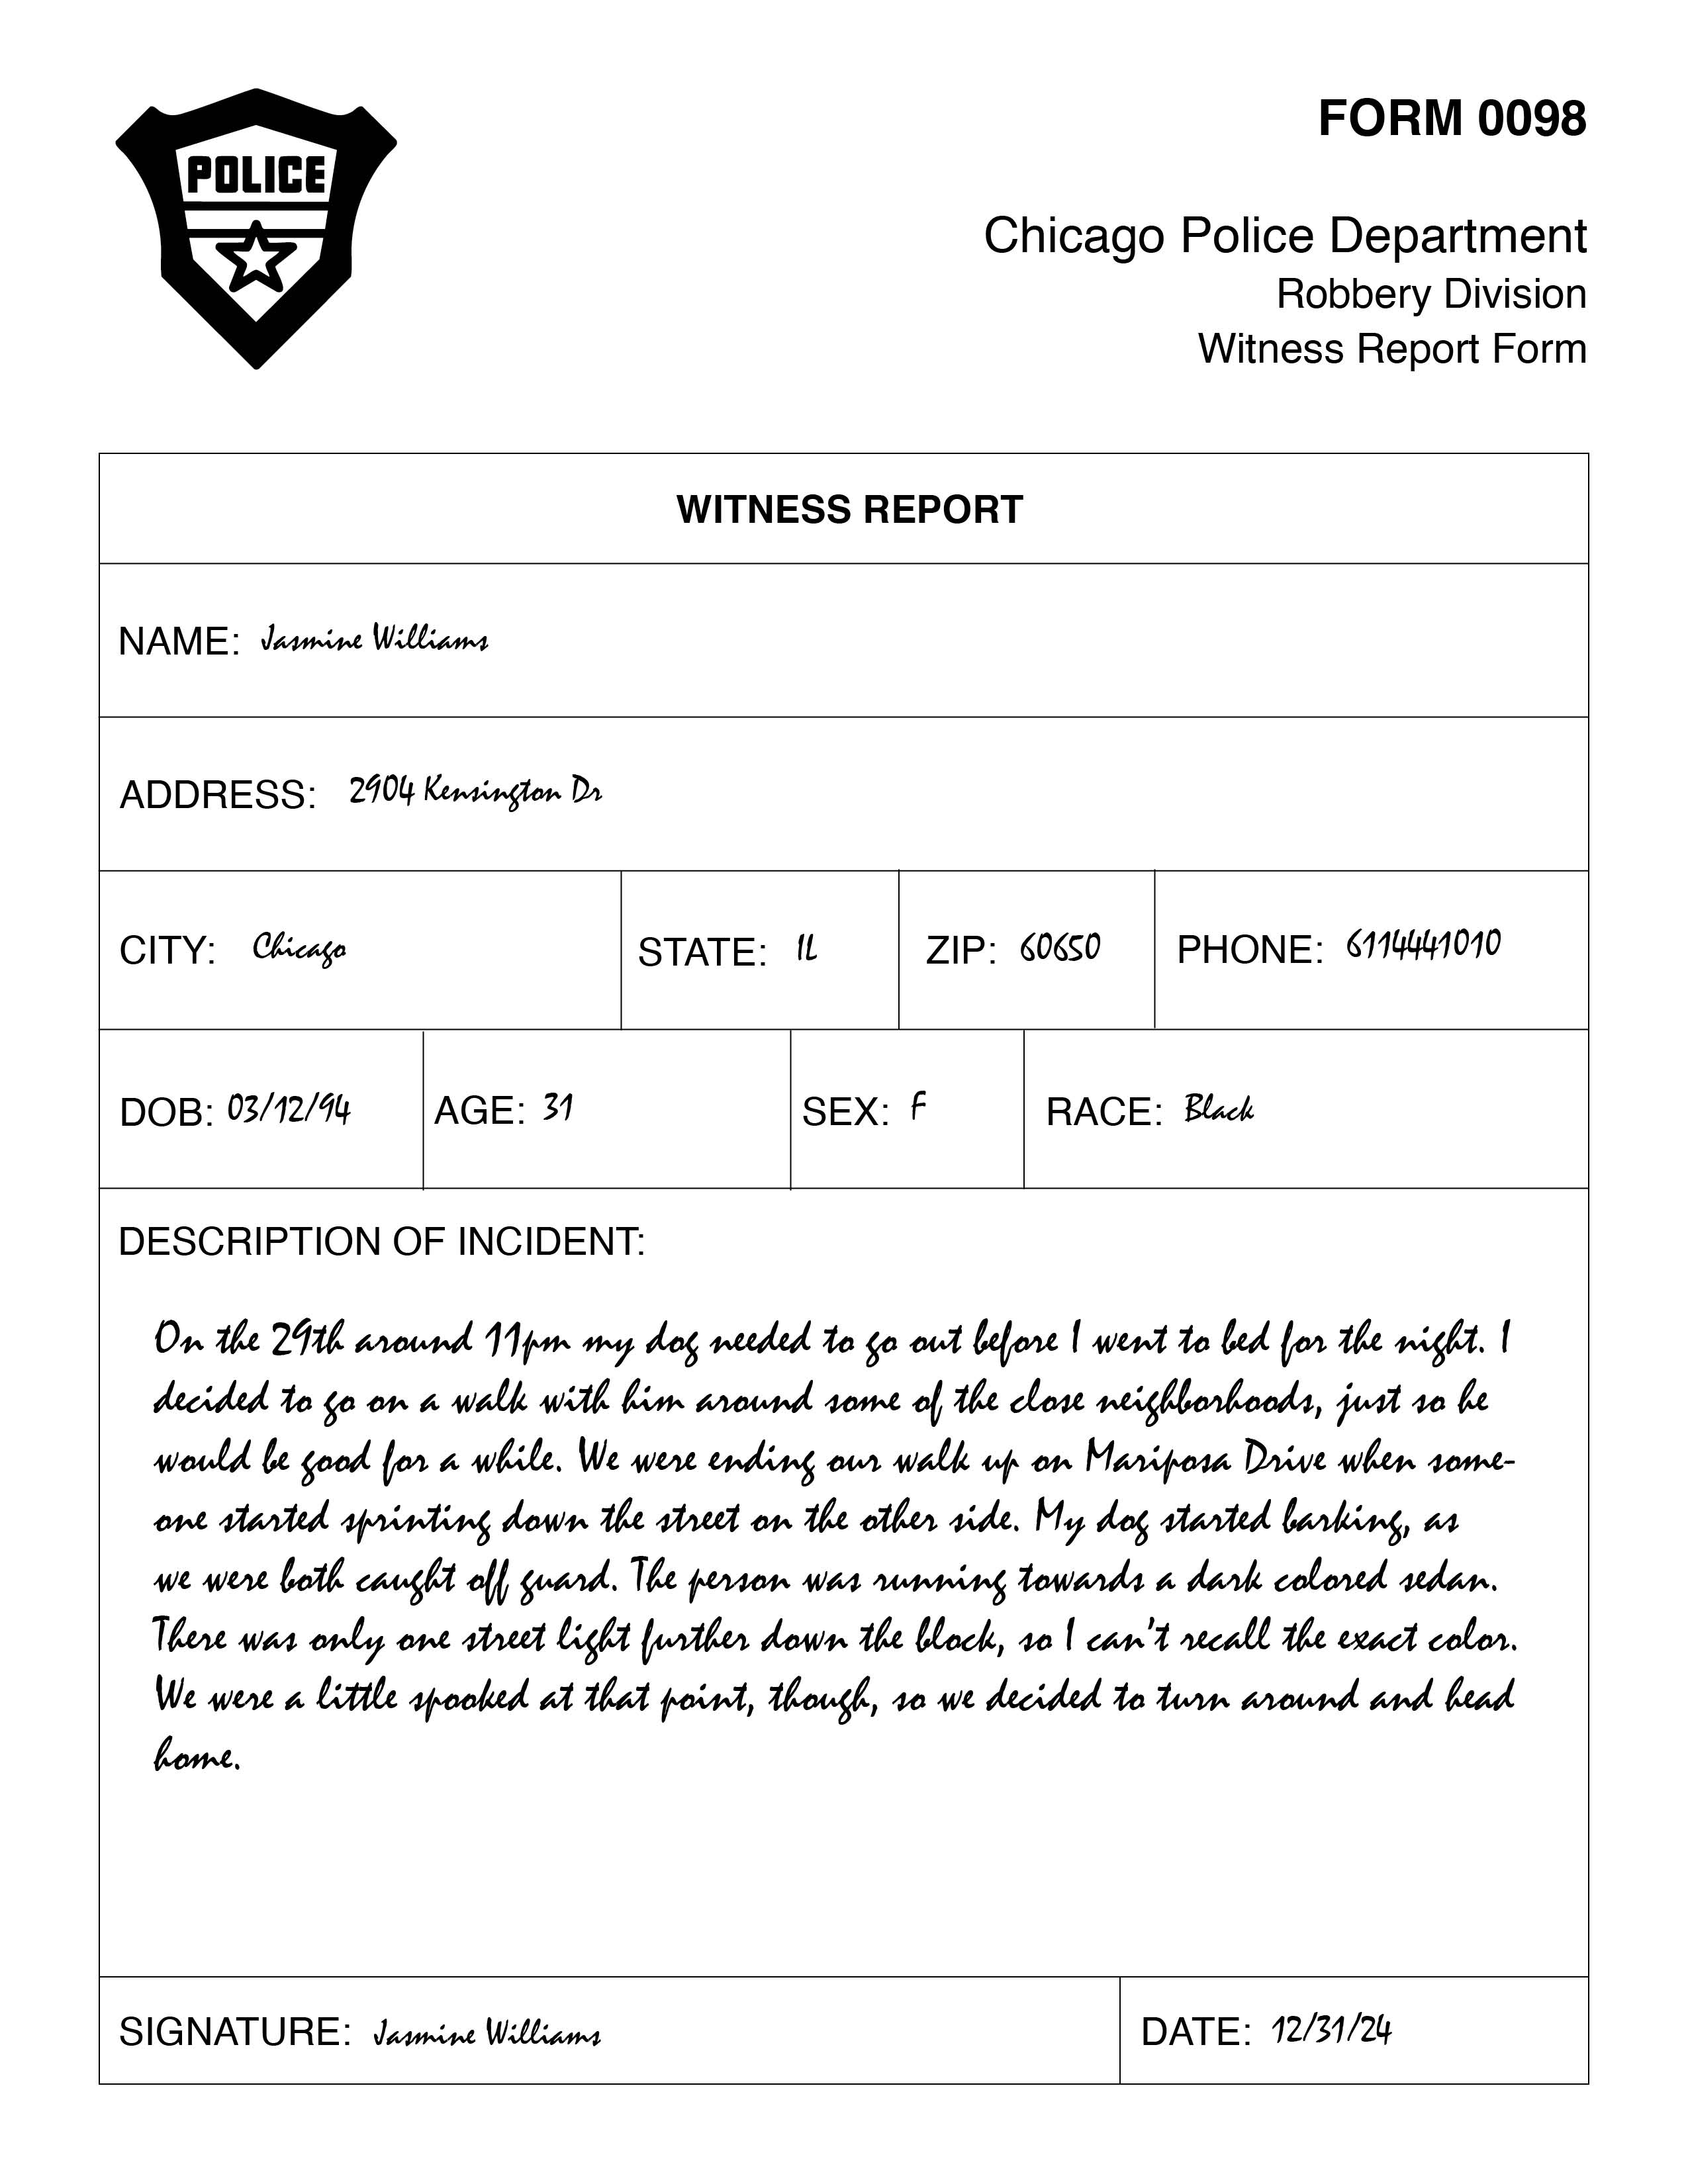 POLICE
FORM 0098
Chicago Police Department
Robbery Division
Witness Report Form
WITNESS REPORT
NAME: Jasmine Williams
ADDRESS: 2904 Kensington Dr
CITY: Chicago STATE: IL ZIP: 60650 PHONE: 6114441010
DOB: 03/12/94 AGE: 31 SEX: F RACE: Black
DESCRIPTION OF INCIDENT:
On the 29th around 11pm my dog needed to go out before I went to bed for the night. I
decided to go on a walk with him around some of the close neighborhoods, just so he
would be good for a while. We were ending our walk up on Mariposa Drive when some-
one started sprinting down the street on the other side. My dog started barking, as
we were both caught off guard. The person was running towards a dark colored sedan.
There was only one street light further down the block, so I can't recall the exact color.
We were a little spooked at that point, though, so we decided to turn around and head
home.
SIGNATURE: Jasmine Williams DATE: 12/31/24